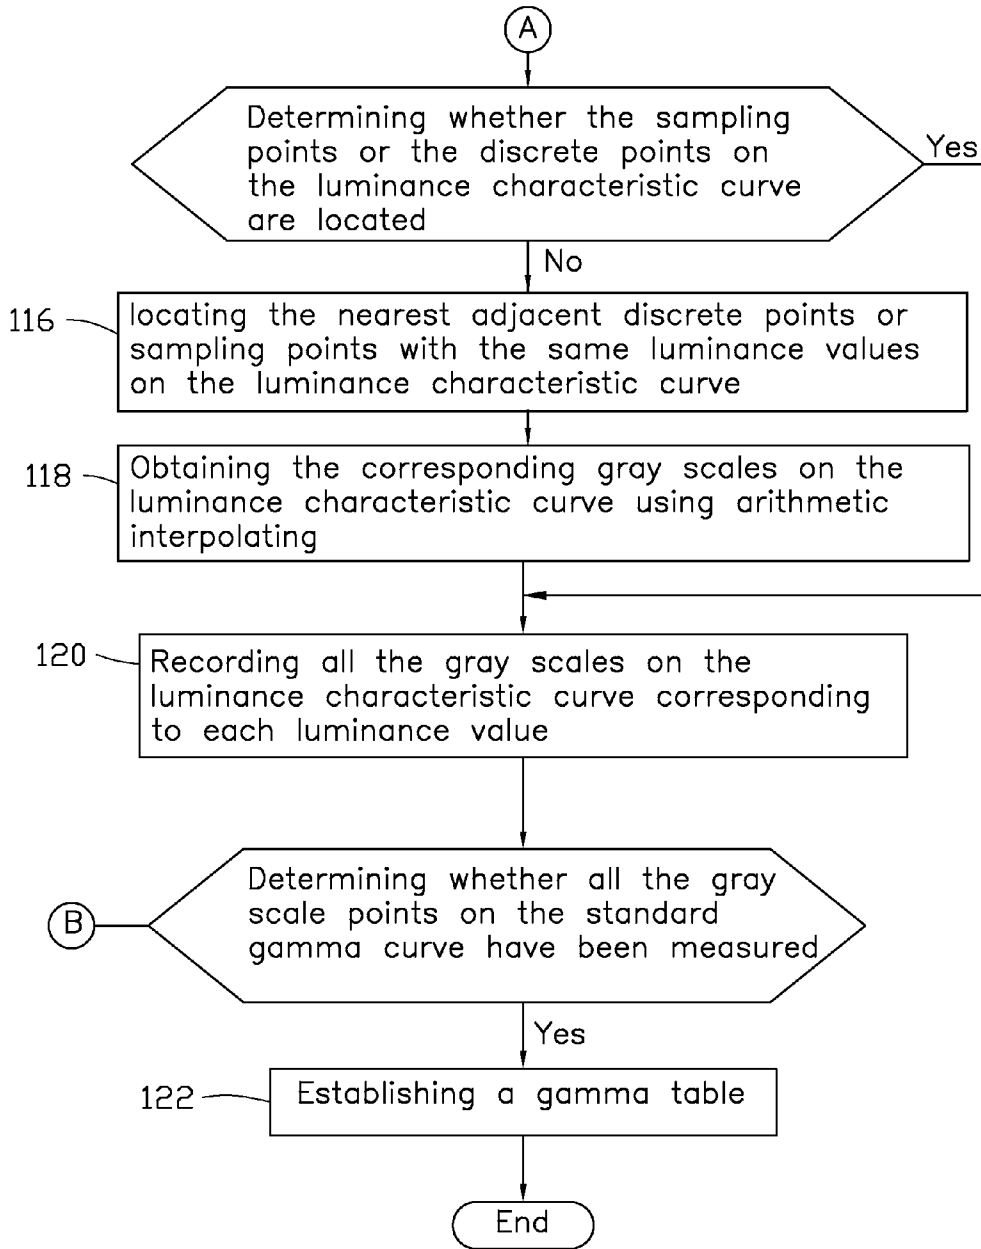 A
Determining whether the sampling
points or the discrete points on
the luminance characteristic curve
are located
Yes
No
116
locating the nearest adjacent discrete points or
sampling points with the same luminance values
on the luminance characteristic curve
118
Obtaining the corresponding gray scales on the
luminance characteristic curve using arithmetic
interpolating
120
Recording all the gray scales on the
luminance characteristic curve corresponding
to each luminance value
B
Determining whether all the gray
scale points on the standard
gamma curve have been measured
Yes
122
Establishing a gamma table
End